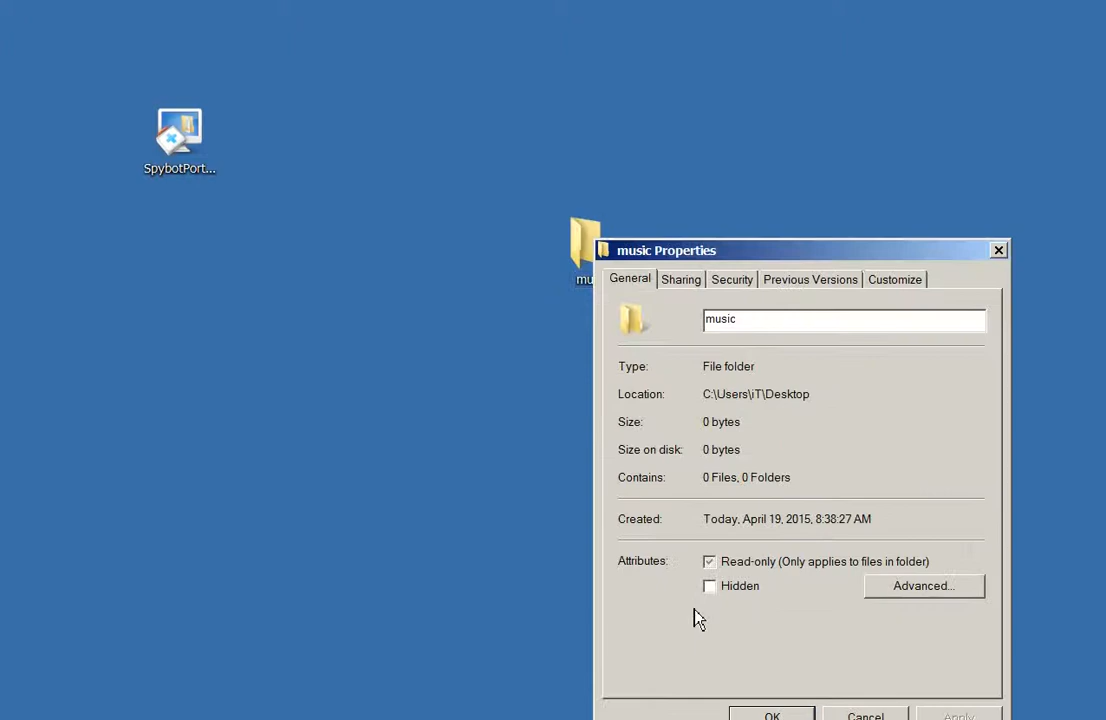 SpybotPort...
mu
music Properties
General Sharing Security Previous Versions Customize
music
Type: File folder
Location: C:\Users\iT\Desktop
Size: 0 bytes
Size on disk: 0 bytes
Contains: 0 Files, 0 Folders
Created: Today, April 19, 2015, 8:38:27 AM
Attributes: Read-only (Only applies to files in folder)
Hidden Advanced...
OK Cancel Apply